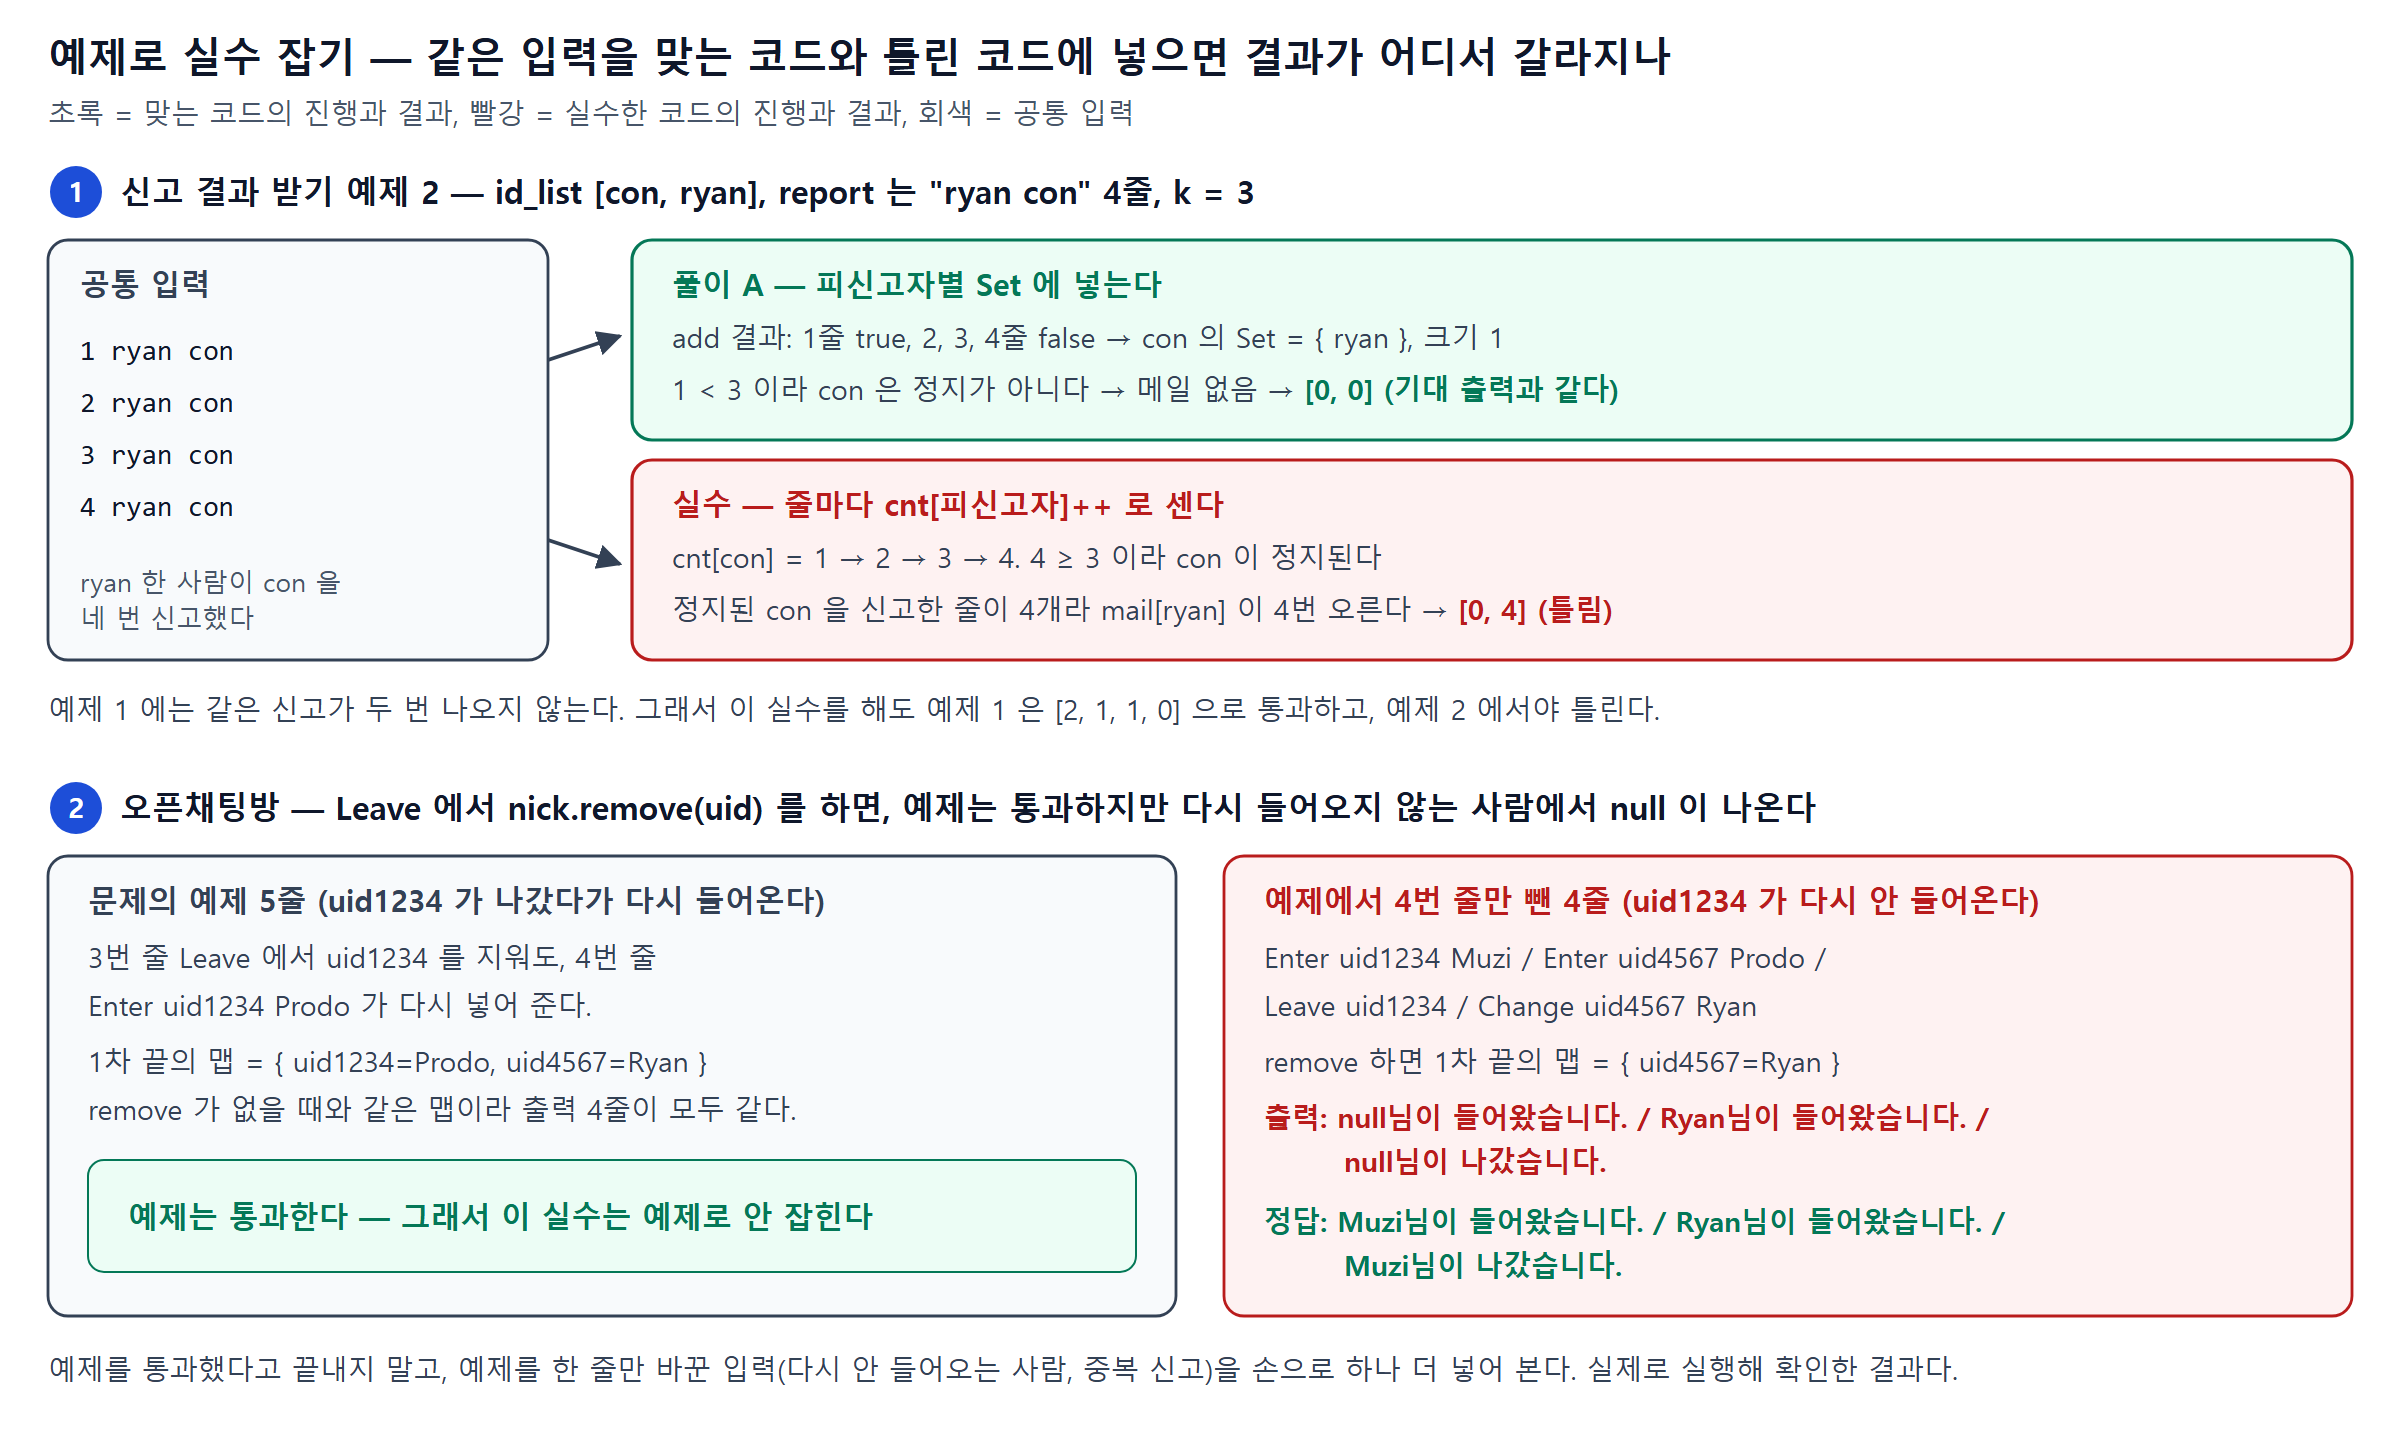 예제로 실수 잡기 — 같은 입력을 맞는 코드와 틀린 코드에 넣으면 결과가 어디서 갈라지나
초록 = 맞는 코드의 진행과 결과, 빨강 = 실수한 코드의 진행과 결과, 회색 = 공통 입력
1 신고 결과 받기 예제 2 — id_list [con, ryan], report 는 "ryan con" 4줄, k = 3
공통 입력
1 ryan con
2 ryan con
3 ryan con
4 ryan con
ryan 한 사람이 con 을
네 번 신고했다
풀이 A — 피신고자별 Set 에 넣는다
add 결과: 1줄 true, 2, 3, 4줄 false → con 의 Set = { ryan }, 크기 1
1 < 3 이라 con 은 정지가 아니다 → 메일 없음 → [0, 0] (기대 출력과 같다)
실수 — 줄마다 cnt[피신고자]++ 로 센다
cnt[con] = 1 → 2 → 3 → 4. 4 ≥ 3 이라 con 이 정지된다
정지된 con 을 신고한 줄이 4개라 mail[ryan] 이 4번 오른다 → [0, 4] (틀림)
예제 1 에는 같은 신고가 두 번 나오지 않는다. 그래서 이 실수를 해도 예제 1 은 [2, 1, 1, 0] 으로 통과하고, 예제 2 에서야 틀린다.
2 오픈채팅방 — Leave 에서 nick.remove(uid) 를 하면, 예제는 통과하지만 다시 들어오지 않는 사람에서 null 이 나온다
문제의 예제 5줄 (uid1234 가 나갔다가 다시 들어온다)
3번 줄 Leave 에서 uid1234 를 지워도, 4번 줄
Enter uid1234 Prodo 가 다시 넣어 준다.
1차 끝의 맵 = { uid1234=Prodo, uid4567=Ryan }
remove 가 없을 때와 같은 맵이라 출력 4줄이 모두 같다.
예제는 통과한다 — 그래서 이 실수는 예제로 안 잡힌다
예제에서 4번 줄만 뺀 4줄 (uid1234 가 다시 안 들어온다)
Enter uid1234 Muzi / Enter uid4567 Prodo /
Leave uid1234 / Change uid4567 Ryan
remove 하면 1차 끝의 맵 = { uid4567=Ryan }
출력: null님이 들어왔습니다. / Ryan님이 들어왔습니다. /
null님이 나갔습니다.
정답: Muzi님이 들어왔습니다. / Ryan님이 들어왔습니다. /
Muzi님이 나갔습니다.
예제를 통과했다고 끝내지 말고, 예제를 한 줄만 바꾼 입력(다시 안 들어오는 사람, 중복 신고)을 손으로 하나 더 넣어 본다. 실제로 실행해 확인한 결과다.